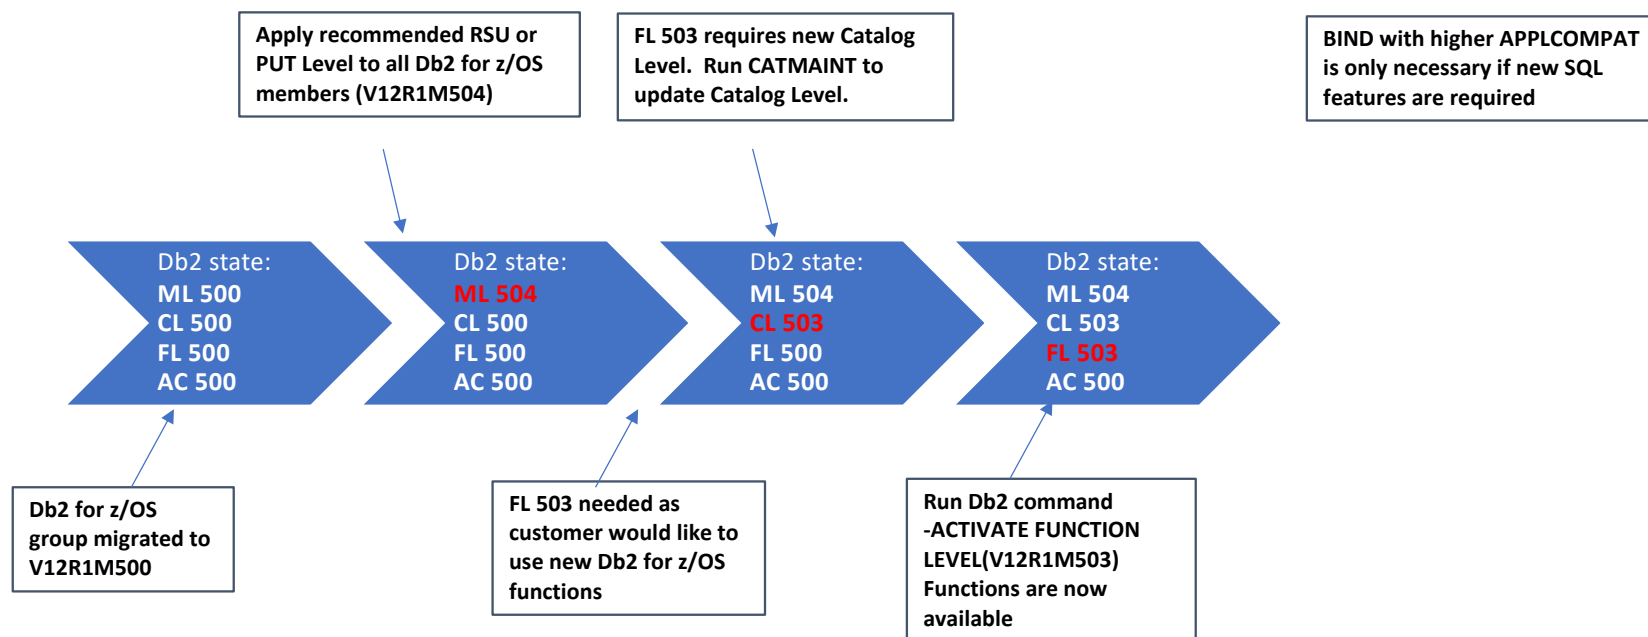 Apply recommended RSU or
PUT Level to all Db2 for z/OS
members (V12R1M504)
FL 503 requires new Catalog
Level.  Run CATMAINT to
update Catalog Level.
BIND with higher APPLCOMPAT
is only necessary if new SQL
features are required
Db2 state:
ML 500
CL 500
FL 500
AC 500
Db2 state:
ML 504
CL 500
FL 500
AC 500
Db2 state:
ML 504
CL 503
FL 500
AC 500
Db2 state:
ML 504
CL 503
FL 503
AC 500
Db2 for z/OS
group migrated to
V12R1M500
FL 503 needed as
customer would like to
use new Db2 for z/OS
functions
Run Db2 command
-ACTIVATE FUNCTION
LEVEL(V12R1M503)
Functions are now
available